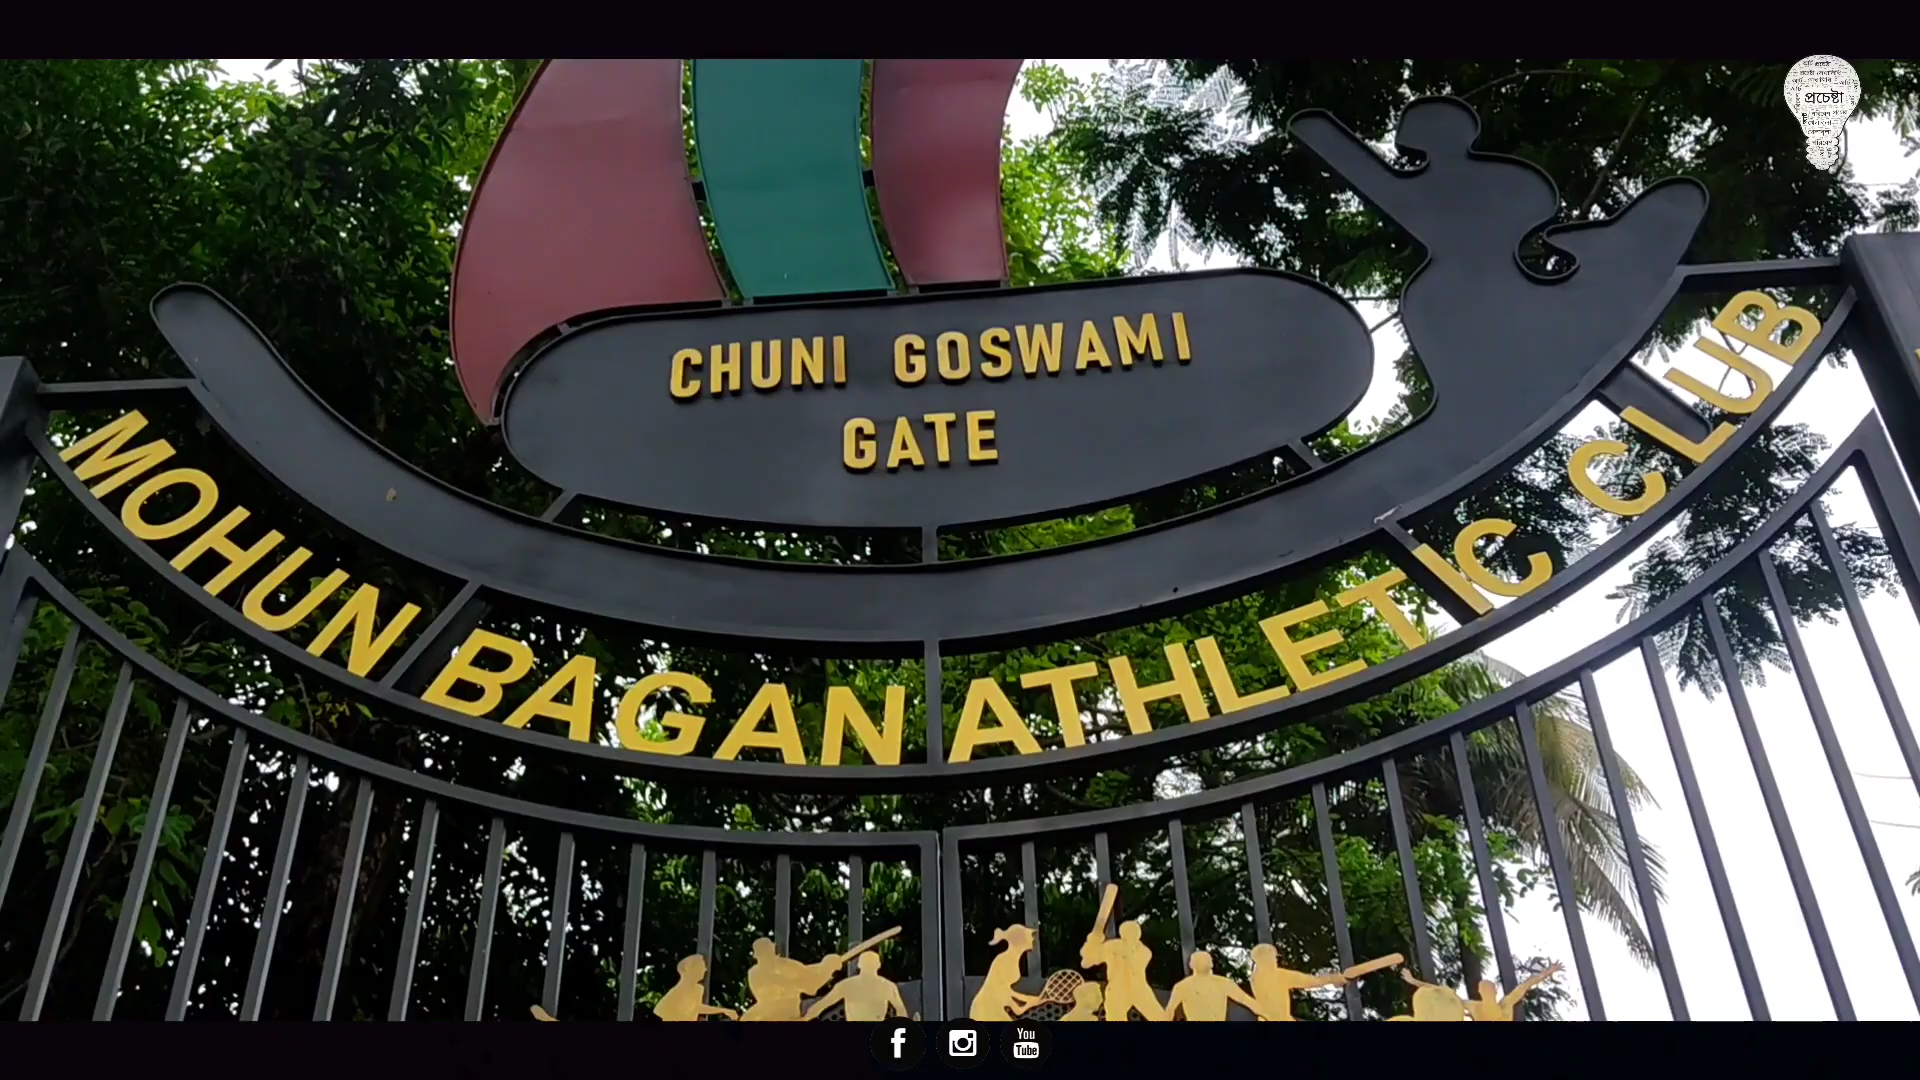 প্রচেষ্টা
CHUNI GOSWAMI
GATE
MOHUN BAGAN ATHLETIC CLUB
You
Tube